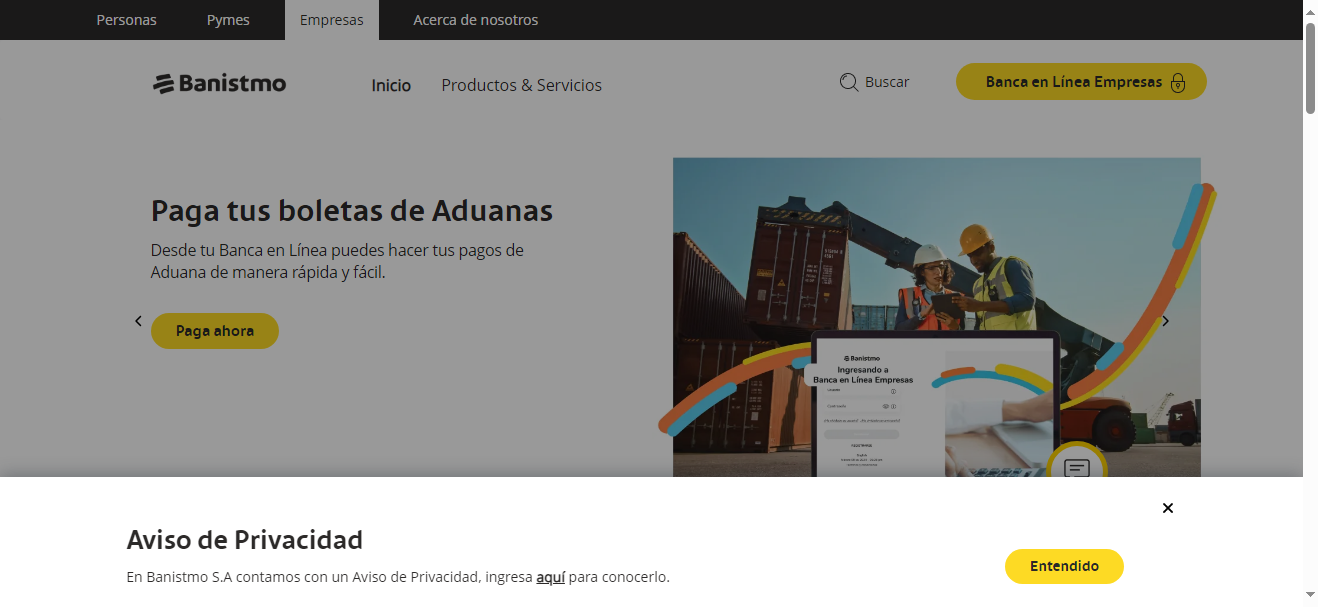 Personas
Pymes
Empresas
Acerca de nosotros
Banistmo
Inicio
Productos & Servicios
Buscar
Banca en Línea Empresas
Paga tus boletas de Aduanas
Desde tu Banca en Línea puedes hacer tus pagos de
Aduana de manera rápida y fácil.
Paga ahora
Banistmo
Ingresando a
Banca en Línea Empresas
Aviso de Privacidad
En Banistmo S.A contamos con un Aviso de Privacidad, ingresa aquí para conocerlo.
Entendido